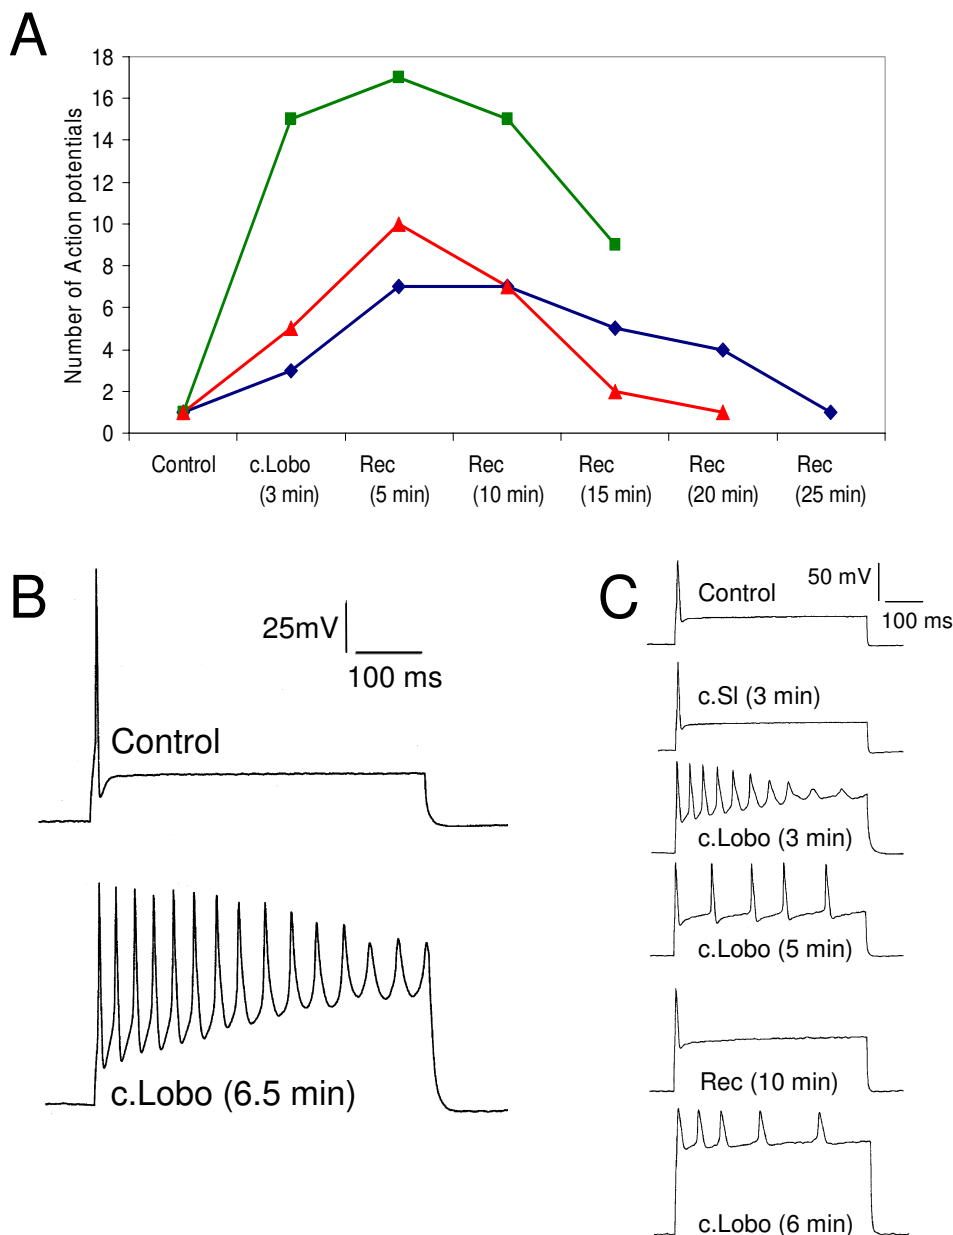 A
Number of Action potentials
18
16
14
12
10
8
6
4
2
0
Control
c.Lobo
(3 min)
Rec
(5 min)
Rec
(10 min)
Rec
(15 min)
Rec
(20 min)
Rec
(25 min)
B
25mV
100 ms
Control
c.Lobo (6.5 min)
C
50 mV
100 ms
Control
c.Sl (3 min)
c.Lobo (3 min)
c.Lobo (5 min)
Rec (10 min)
c.Lobo (6 min)